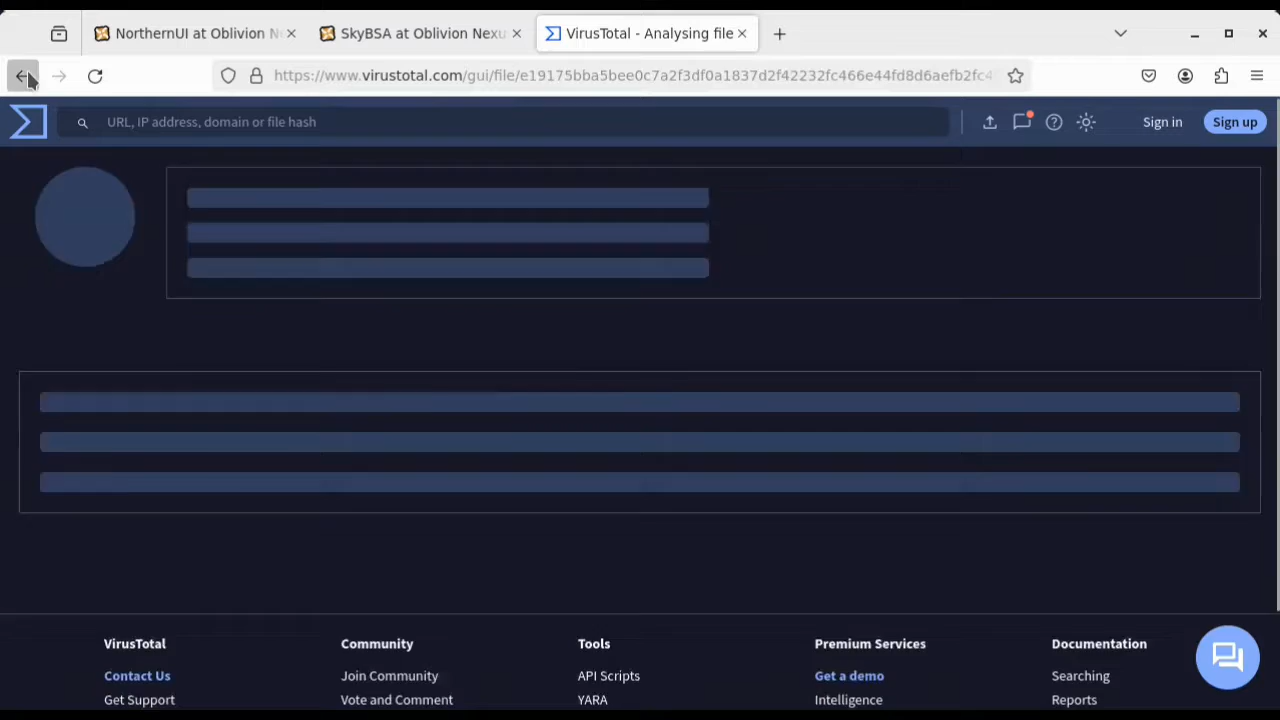 NorthernUI at Oblivion N
SkyBSA at Oblivion Nexu
VirusTotal - Analysing file
https://www.virustotal.com/gui/file/e19175bba5bee0c7a2f3df0a1837d2f42232fc466e44fd8d6aefb2fc4
URL, IP address, domain or file hash
Sign in
Sign up
VirusTotal
Community
Tools
Premium Services
Documentation
Contact Us
Join Community
API Scripts
Get a demo
Searching
Get Support
Vote and Comment
YARA
Intelligence
Reports